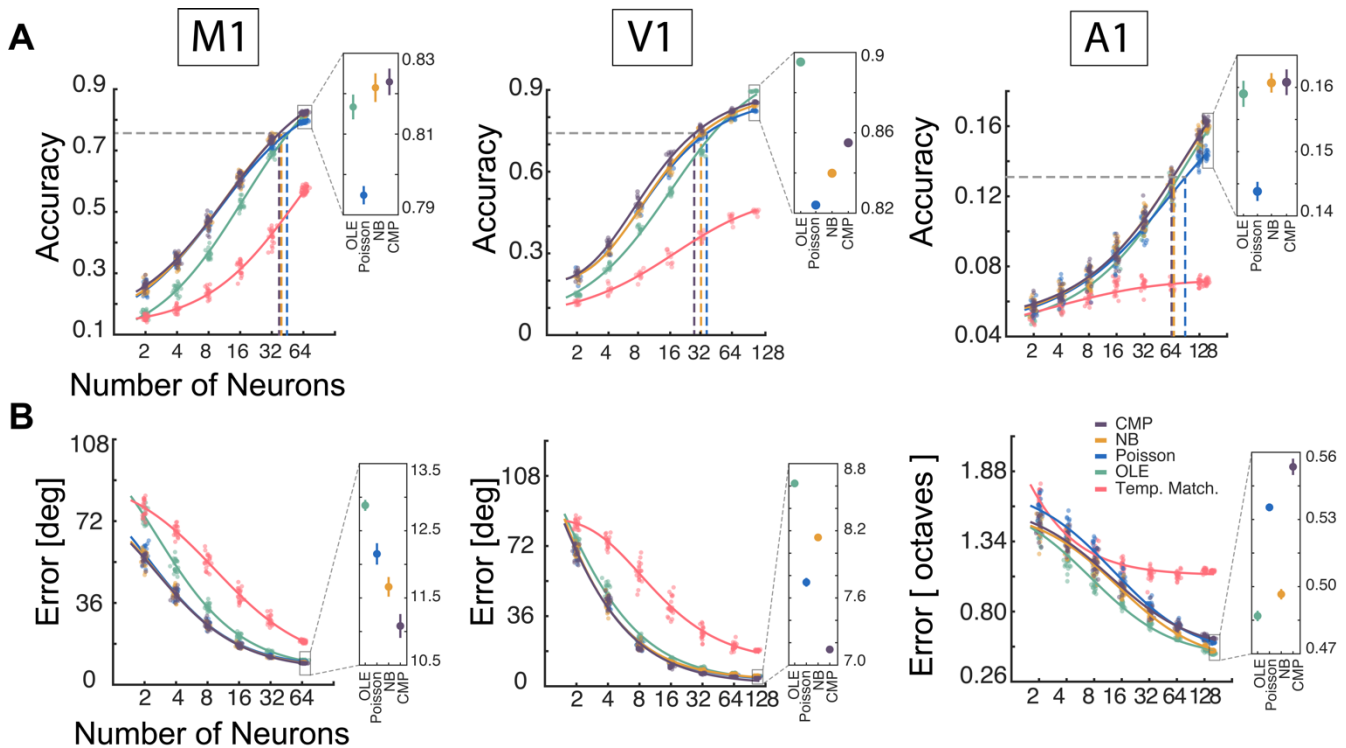 A
M1
V1
A1
Accuracy
0.9
0.7
0.5
0.3
0.1
2 4 8 16 32 64
Number of Neurons
0.83
0.81
0.79
OLE
Poisson
NB
CMP
Accuracy
0.9
0.6
0.3
0
2 4 8 16 32 64 128
0.9
0.86
0.82
OLE
Poisson
NB
CMP
Accuracy
0.16
0.12
0.08
0.04
2 4 8 16 32 64 128
0.16
0.15
0.14
OLE
Poisson
NB
CMP
B
Error [deg]
108
72
36
0
2 4 8 16 32 64
Number of Neurons
13.5
12.5
11.5
10.5
OLE
Poisson
NB
CMP
Error [deg]
108
72
36
0
2 4 8 16 32 64 128
8.8
8.2
7.6
7.0
OLE
Poisson
NB
CMP
Error [ octaves ]
1.88
1.34
0.80
0.26
2 4 8 16 32 64 128
CMP
NB
Poisson
OLE
Temp. Match.
0.56
0.53
0.50
0.47
OLE
Poisson
NB
CMP